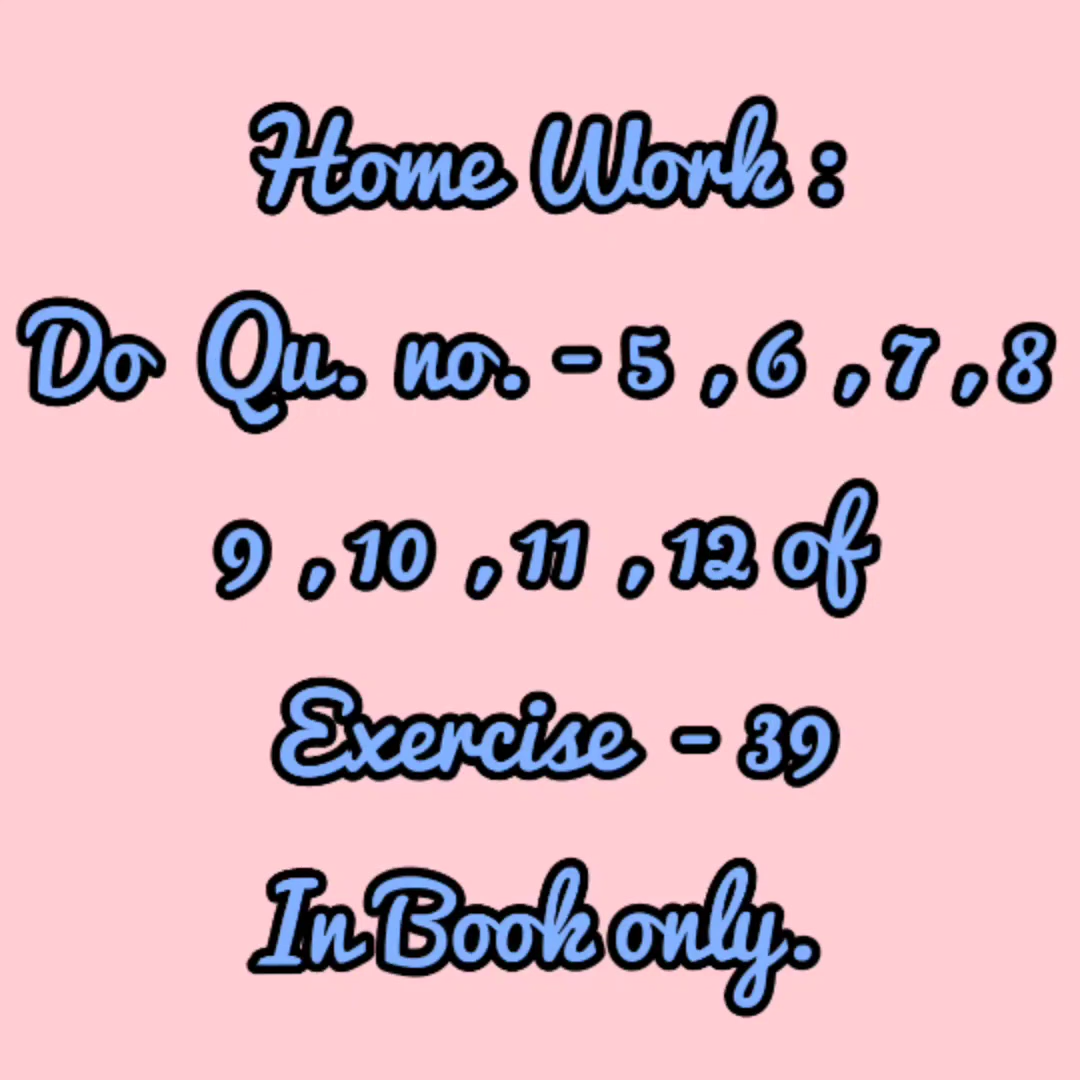 Home Work :
Do Qu. no. - 5 , 6 , 7 , 8
9 , 10 , 11 , 12 of
Exercise - 39
In Book only.